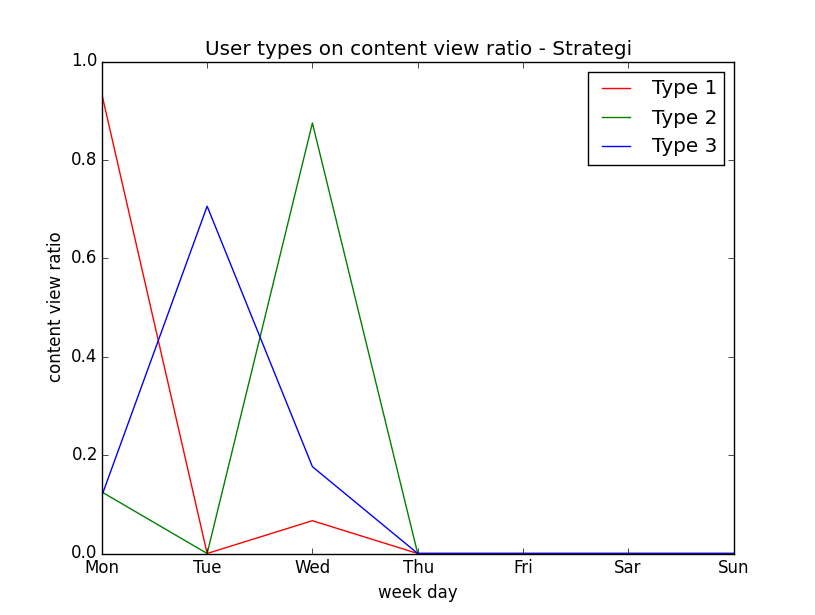 User types on content view ratio - Strategi
1.0
0.8
0.6
0.4
0.2
0.0
content view ratio
Type 1
Type 2
Type 3
Mon Tue Wed Thu Fri Sar Sun
week day